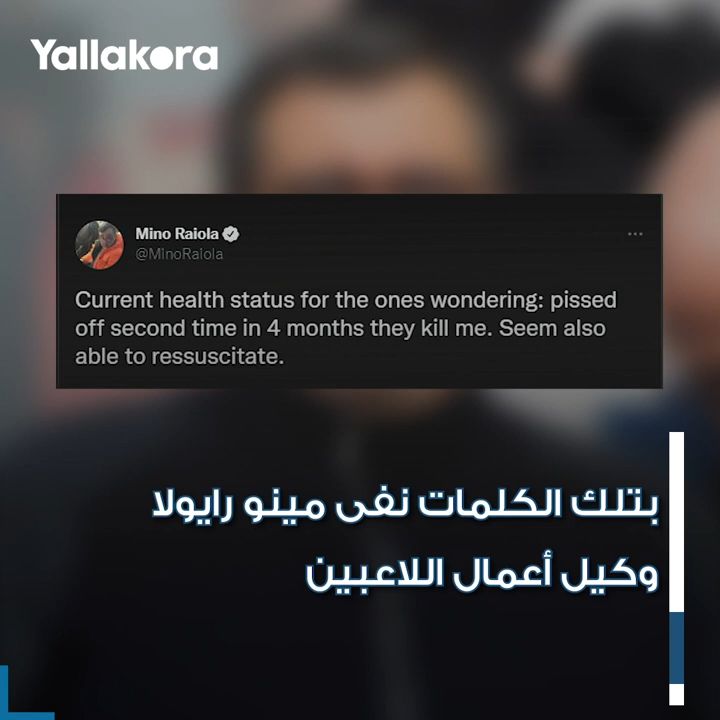 Yallakora
Mino Raiola
@MinoRaiola
Current health status for the ones wondering: pissed
off second time in 4 months they kill me. Seem also
able to ressuscitate.
بتلك الكلمات نفى مينو رايولا
وكيل أعمال اللاعبين